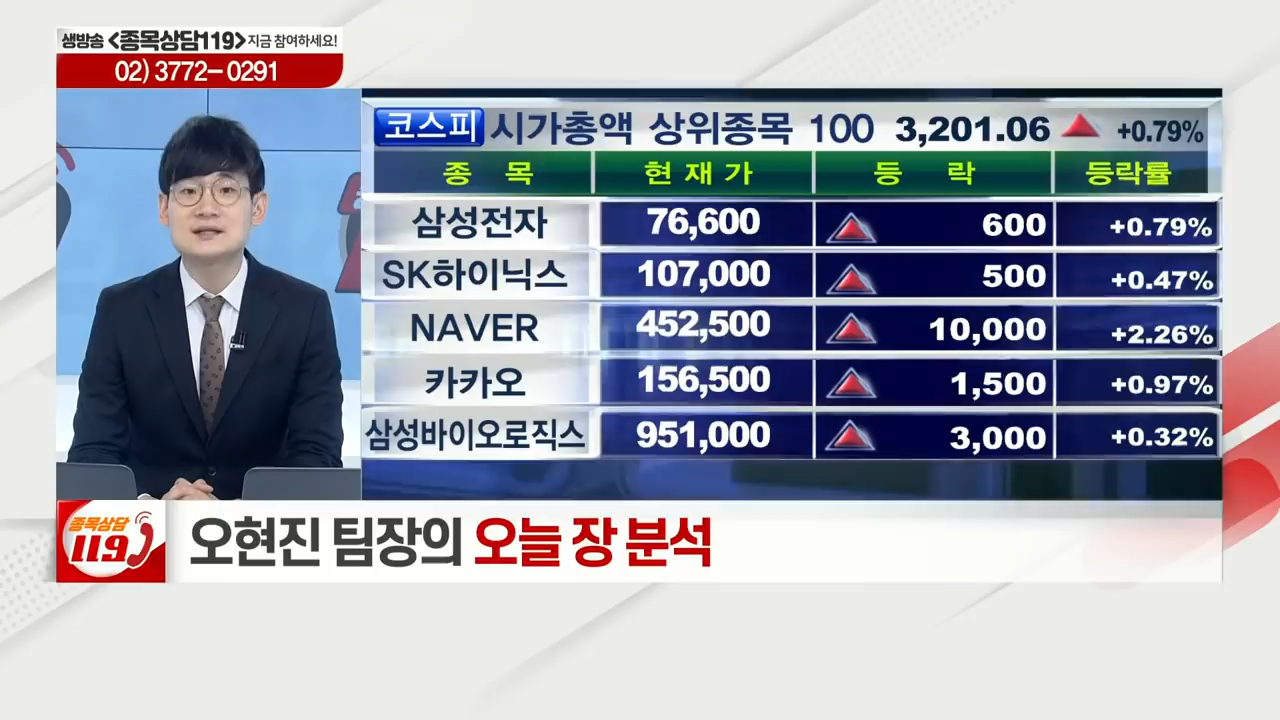 생방송 <종목상담119> 지금 참여하세요!
02) 3772-0291
코스피 시가총액 상위종목 100 3,201.06 ▲ +0.79%
종 목 현 재 가 등 락 등락률
삼성전자 76,600 ▲ 600 +0.79%
SK하이닉스 107,000 ▲ 500 +0.47%
NAVER 452,500 ▲ 10,000 +2.26%
카카오 156,500 ▲ 1,500 +0.97%
삼성바이오로직스 951,000 ▲ 3,000 +0.32%
종목상담
119
오현진 팀장의 오늘 장 분석